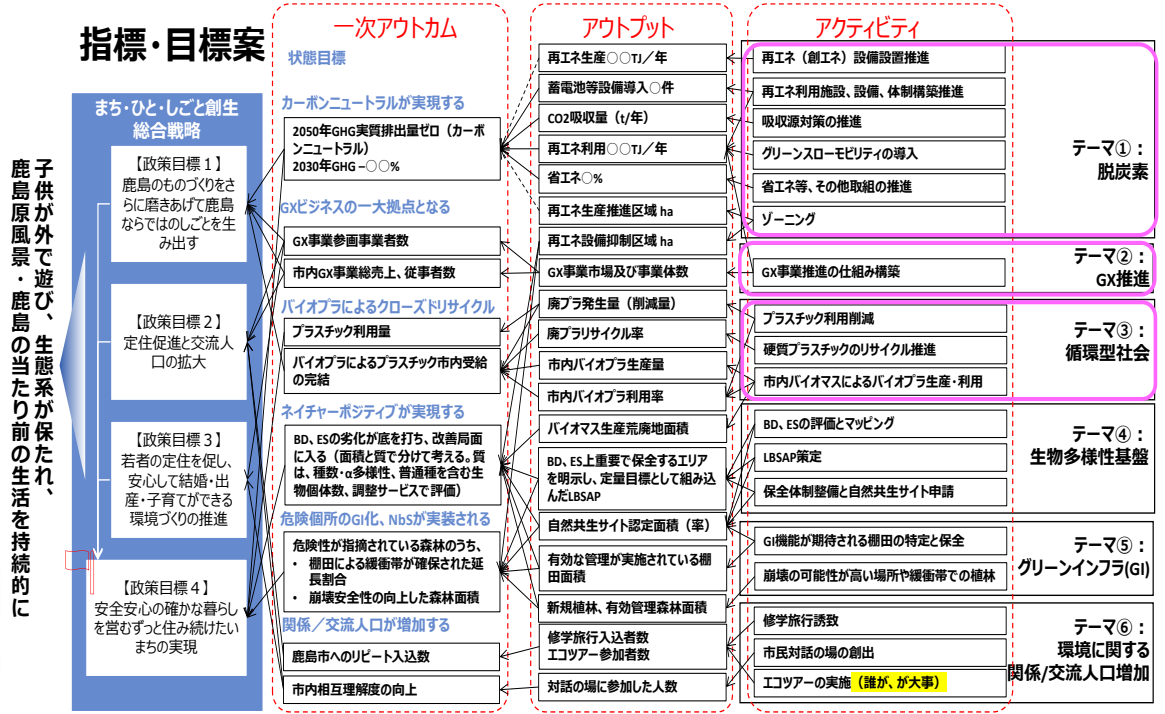 指標・目標案
一次アウトカム
アウトプット
アクティビティ
子供が外で遊び、生態系が保たれ、
鹿島原風景・鹿島の当たり前の生活を持続的に
まち・ひと・しごと創生
総合戦略
【政策目標１】
鹿島のものづくりをさ
らに磨きあげて鹿島
ならではのしごとを生
み出す
【政策目標２】
定住促進と交流人
口の拡大
【政策目標３】
若者の定住を促し、
安心して結婚・出
産・子育てができる
環境づくりの推進
【政策目標４】
安全安心の確かな暮らし
を営むずっと住み続けたい
まちの実現
状態目標
カーボンニュートラルが実現する
2050年GHG実質排出量ゼロ（カーボ
ンニュートラル）
2030年GHG −○○%
GXビジネスの一大拠点となる
GX事業参画事業者数
市内GX事業総売上、従事者数
バイオプラによるクローズドリサイクル
プラスチック利用量
バイオプラによるプラスチック市内受給
の完結
ネイチャーポジティブが実現する
BD、ESの劣化が底を打ち、改善局面
に入る（面積と質で分けて考える。質
は、種数・α多様性、普通種を含む生
物個体数、調整サービスで評価）
危険個所のGI化、NbSが実装される
危険性が指摘されている森林のうち、
• 棚田による緩衝帯が確保された延
長割合
• 崩壊安全性の向上した森林面積
関係／交流人口が増加する
鹿島市へのリピート入込数
市内相互理解度の向上
再エネ生産○○TJ／年
蓄電池等設備導入○件
CO2吸収量（t/年）
再エネ利用○○TJ／年
省エネ○%
再エネ生産推進区域 ha
再エネ設備抑制区域 ha
GX事業市場及び事業体数
廃プラ発生量（削減量）
廃プラリサイクル率
市内バイオプラ生産量
市内バイオプラ利用率
バイオマス生産荒廃地面積
BD、ES上重要で保全するエリア
を明示し、定量目標として組み込
んだLBSAP
自然共生サイト認定面積（率）
有効な管理が実施されている棚
田面積
新規植林、有効管理森林面積
修学旅行入込者数
エコツアー参加者数
対話の場に参加した人数
再エネ（創エネ）設備設置推進
再エネ利用施設、設備、体制構築推進
吸収源対策の推進
グリーンスローモビリティの導入
省エネ等、その他取組の推進
ゾーニング
GX事業推進の仕組み構築
プラスチック利用削減
硬質プラスチックのリサイクル推進
市内バイオマスによるバイオプラ生産・利用
BD、ESの評価とマッピング
LBSAP策定
保全体制整備と自然共生サイト申請
GI機能が期待される棚田の特定と保全
崩壊の可能性が高い場所や緩衝帯での植林
修学旅行誘致
市民対話の場の創出
エコツアーの実施（誰が、が大事）
テーマ①：
脱炭素
テーマ②：
GX推進
テーマ③：
循環型社会
テーマ④：
生物多様性基盤
テーマ⑤：
グリーンインフラ(GI)
テーマ⑥：
環境に関する
関係/交流人口増加